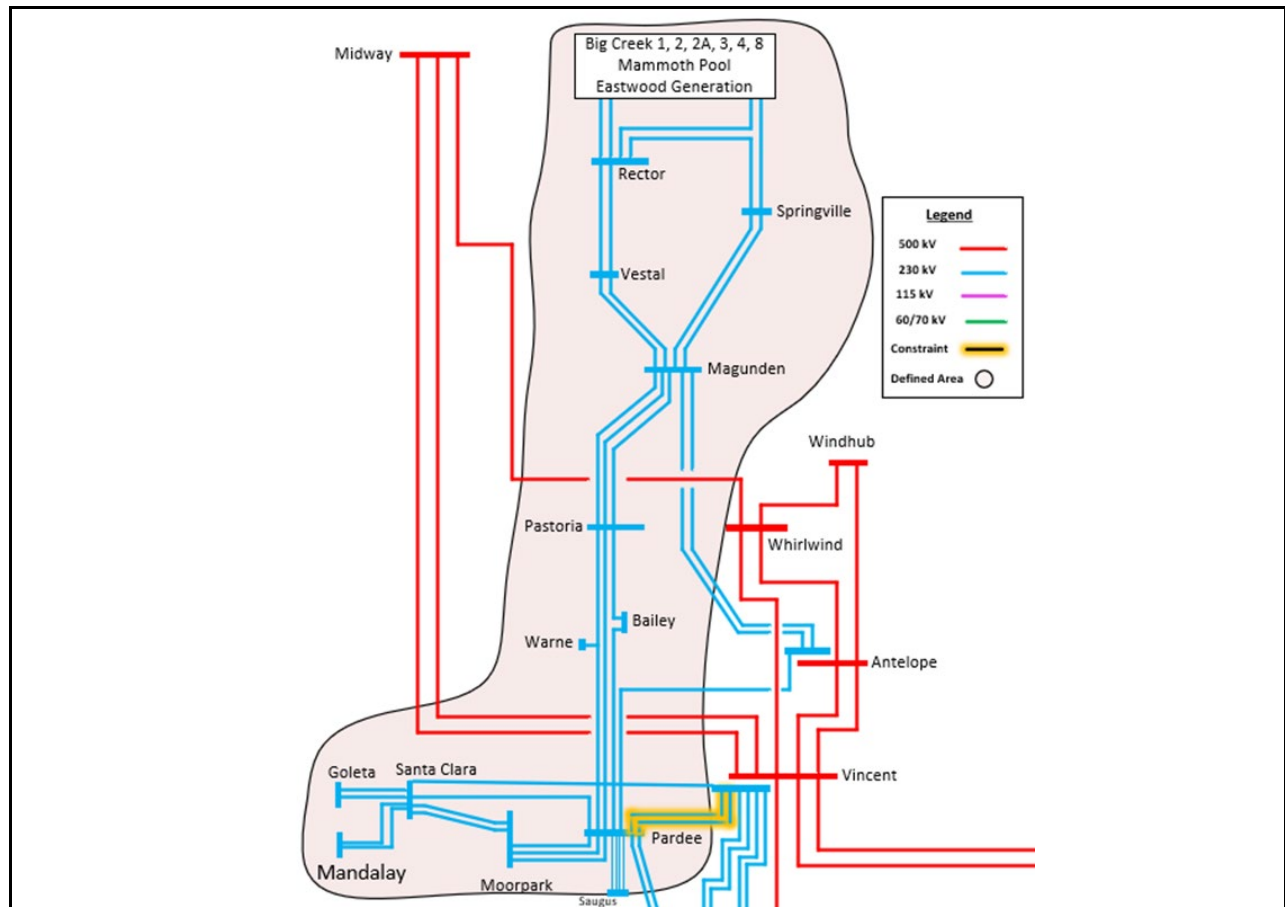 Midway
Big Creek 1, 2, 2A, 3, 4, 8
Mammoth Pool
Eastwood Generation
Rector
Springville
Vestal
Magunden
Legend
500 kV
230 kV
115 kV
60/70 kV
Constraint
Defined Area
Windhub
Pastoria
Whirlwind
Bailey
Warne
Antelope
Vincent
Goleta
Santa Clara
Pardee
Mandalay
Moorpark
Saugus